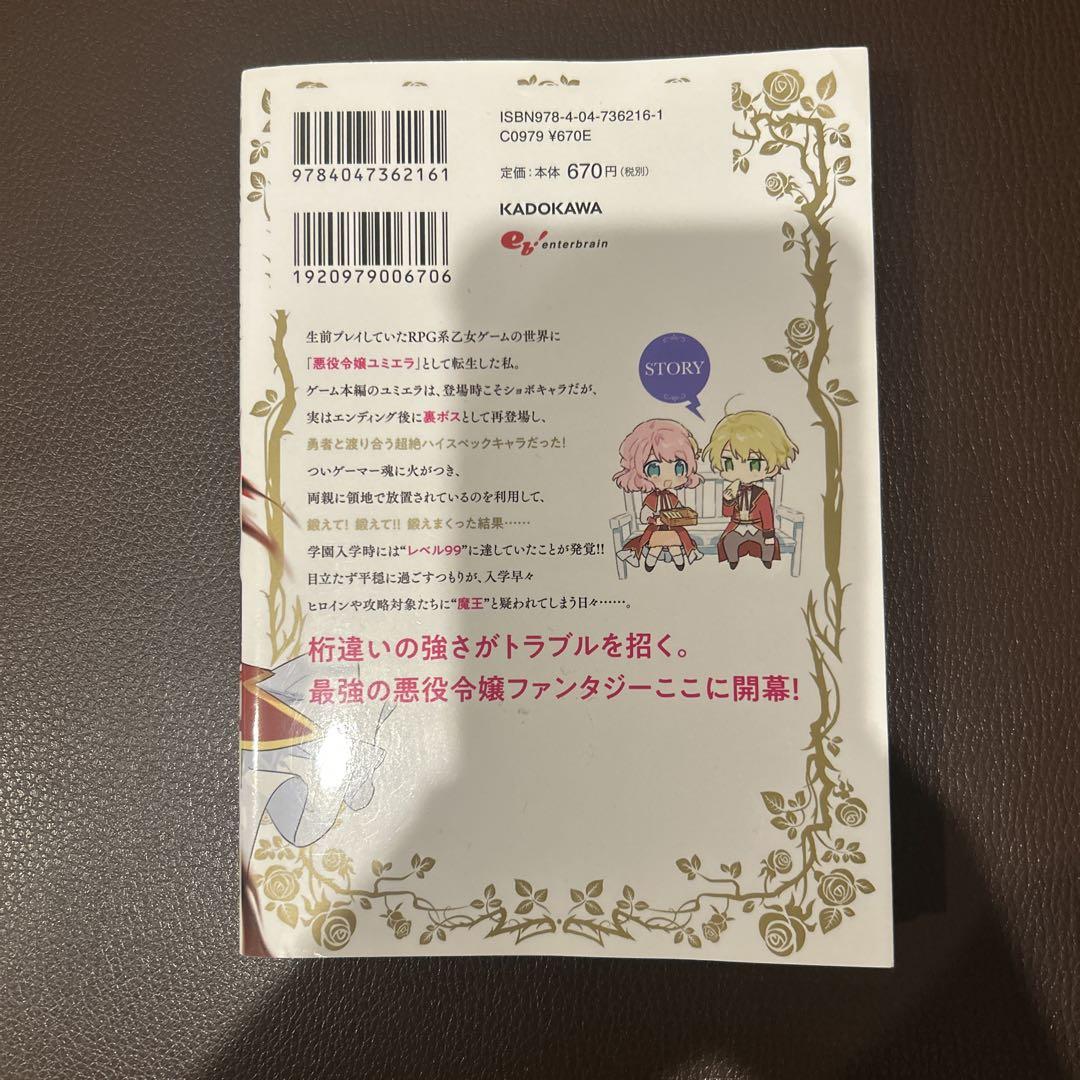 ISBN978-4-04-736216-1
C0979 ¥670E
9784047362161
定価：本体 670円（税別）
KADOKAWA
eb! enterbrain
1920979006706
生前プレイしていたRPG系乙女ゲームの世界に
「悪役令嬢ユミエラ」として転生した私。
ゲーム本編のユミエラは、登場時こそショボキャラだが、
実はエンディング後に裏ボスとして再登場し、
勇者と渡り合う超絶ハイスペックキャラだった!
ついゲーマー魂に火がつき、
両親に領地で放置されているのを利用して、
鍛えて! 鍛えて!! 鍛えまくった結果……
学園入学時には“レベル99”に達していたことが発覚!!
目立たず平穏に過ごすつもりが、入学早々
ヒロインや攻略対象たちに“魔王”と疑われてしまう日々……。
STORY
桁違いの強さがトラブルを招く。
最強の悪役令嬢ファンタジーここに開幕!